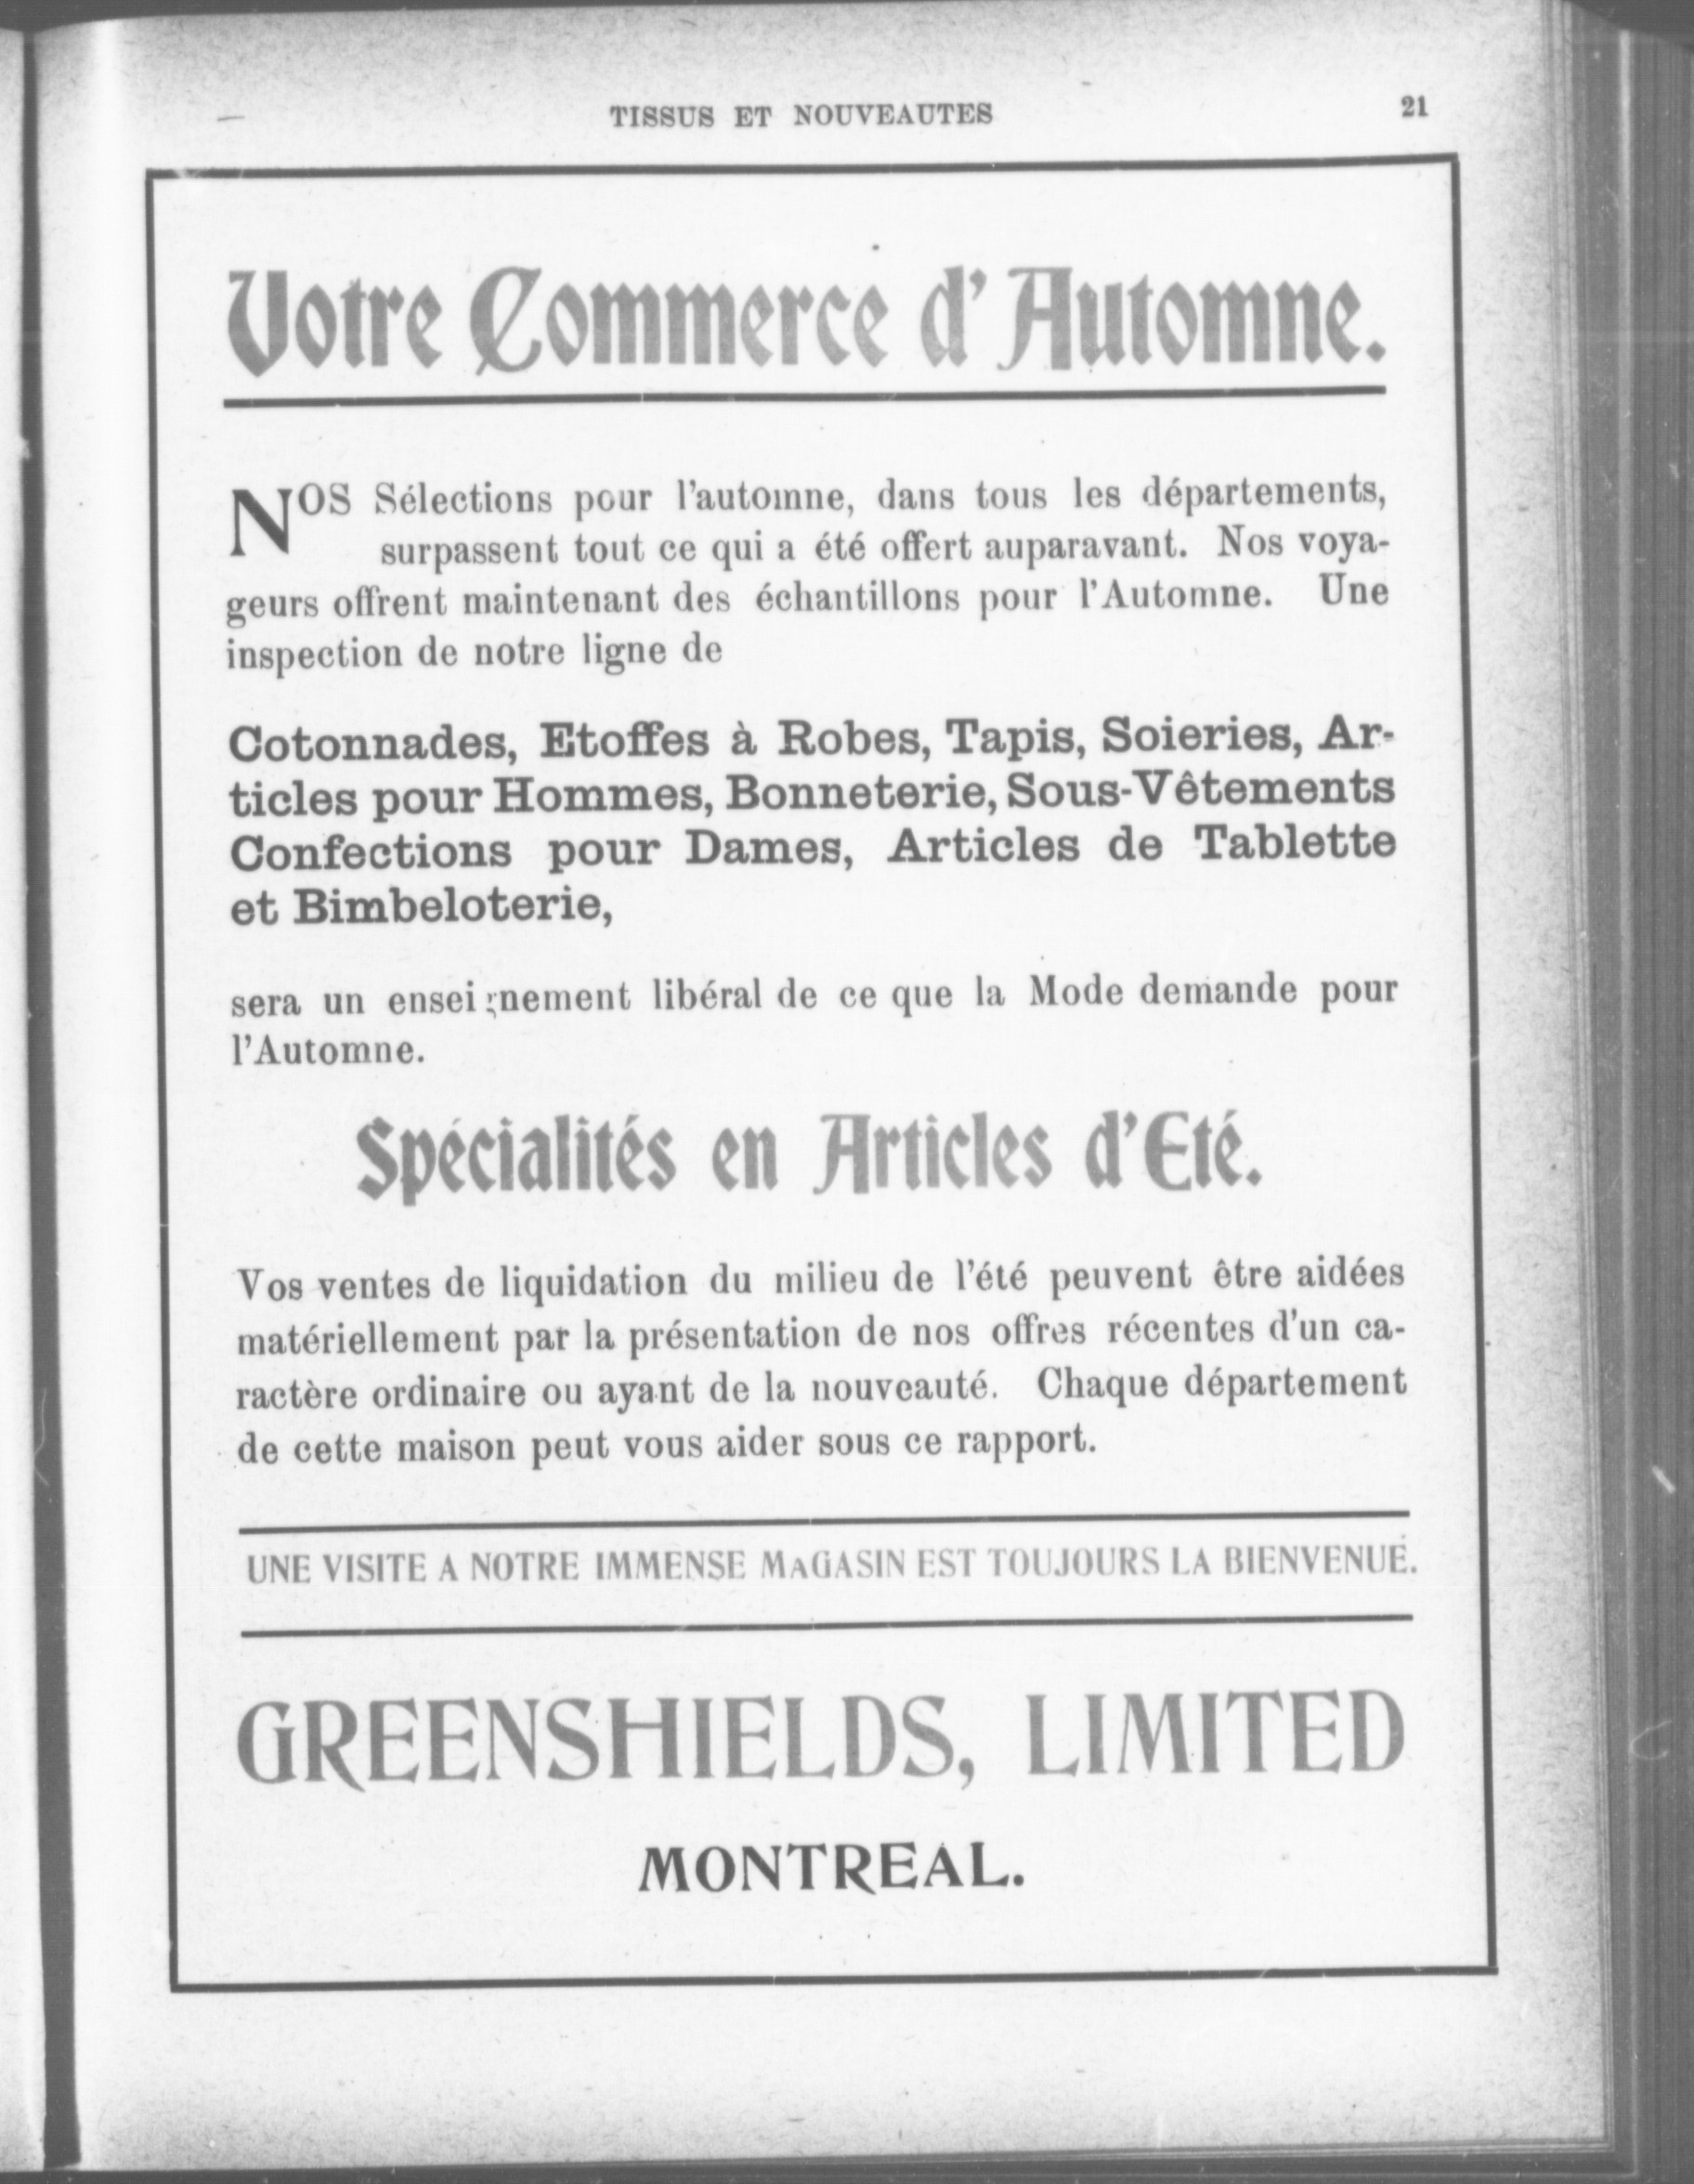 TISSUS ET NOUVEAUTES 21
Votre Commerce d'Automne.
NOS Sélections pour l'automne, dans tous les départements,
surpassent tout ce qui a été offert auparavant. Nos voya-
geurs offrent maintenant des échantillons pour l'Automne. Une
inspection de notre ligne de
Cotonnades, Etoffes à Robes, Tapis, Soieries, Ar-
ticles pour Hommes, Bonneterie, Sous-Vêtements
Confections pour Dames, Articles de Tablette
et Bimbeloterie,
sera un enseignement libéral de ce que la Mode demande pour
l'Automne.
Spécialités en Articles d'Eté.
Vos ventes de liquidation du milieu de l'été peuvent être aidées
matériellement par la présentation de nos offres récentes d'un ca-
ractère ordinaire ou ayant de la nouveauté. Chaque département
de cette maison peut vous aider sous ce rapport.
UNE VISITE A NOTRE IMMENSE MAGASIN EST TOUJOURS LA BIENVENUE.
GREENSHIELDS, LIMITED
MONTREAL.